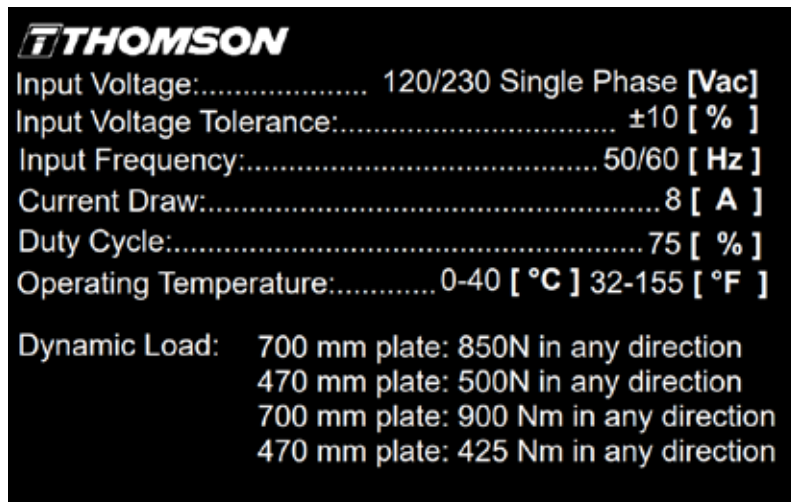 THOMSON
Input Voltage:.................... 120/230 Single Phase [Vac]
Input Voltage Tolerance:................................. ±10 [ % ]
Input Frequency:.......................................... 50/60 [ Hz ]
Current Draw:...................................................... 8 [ A ]
Duty Cycle:........................................................ 75 [ % ]
Operating Temperature:............ 0-40 [ °C ] 32-155 [ °F ]
Dynamic Load: 700 mm plate: 850N in any direction
470 mm plate: 500N in any direction
700 mm plate: 900 Nm in any direction
470 mm plate: 425 Nm in any direction